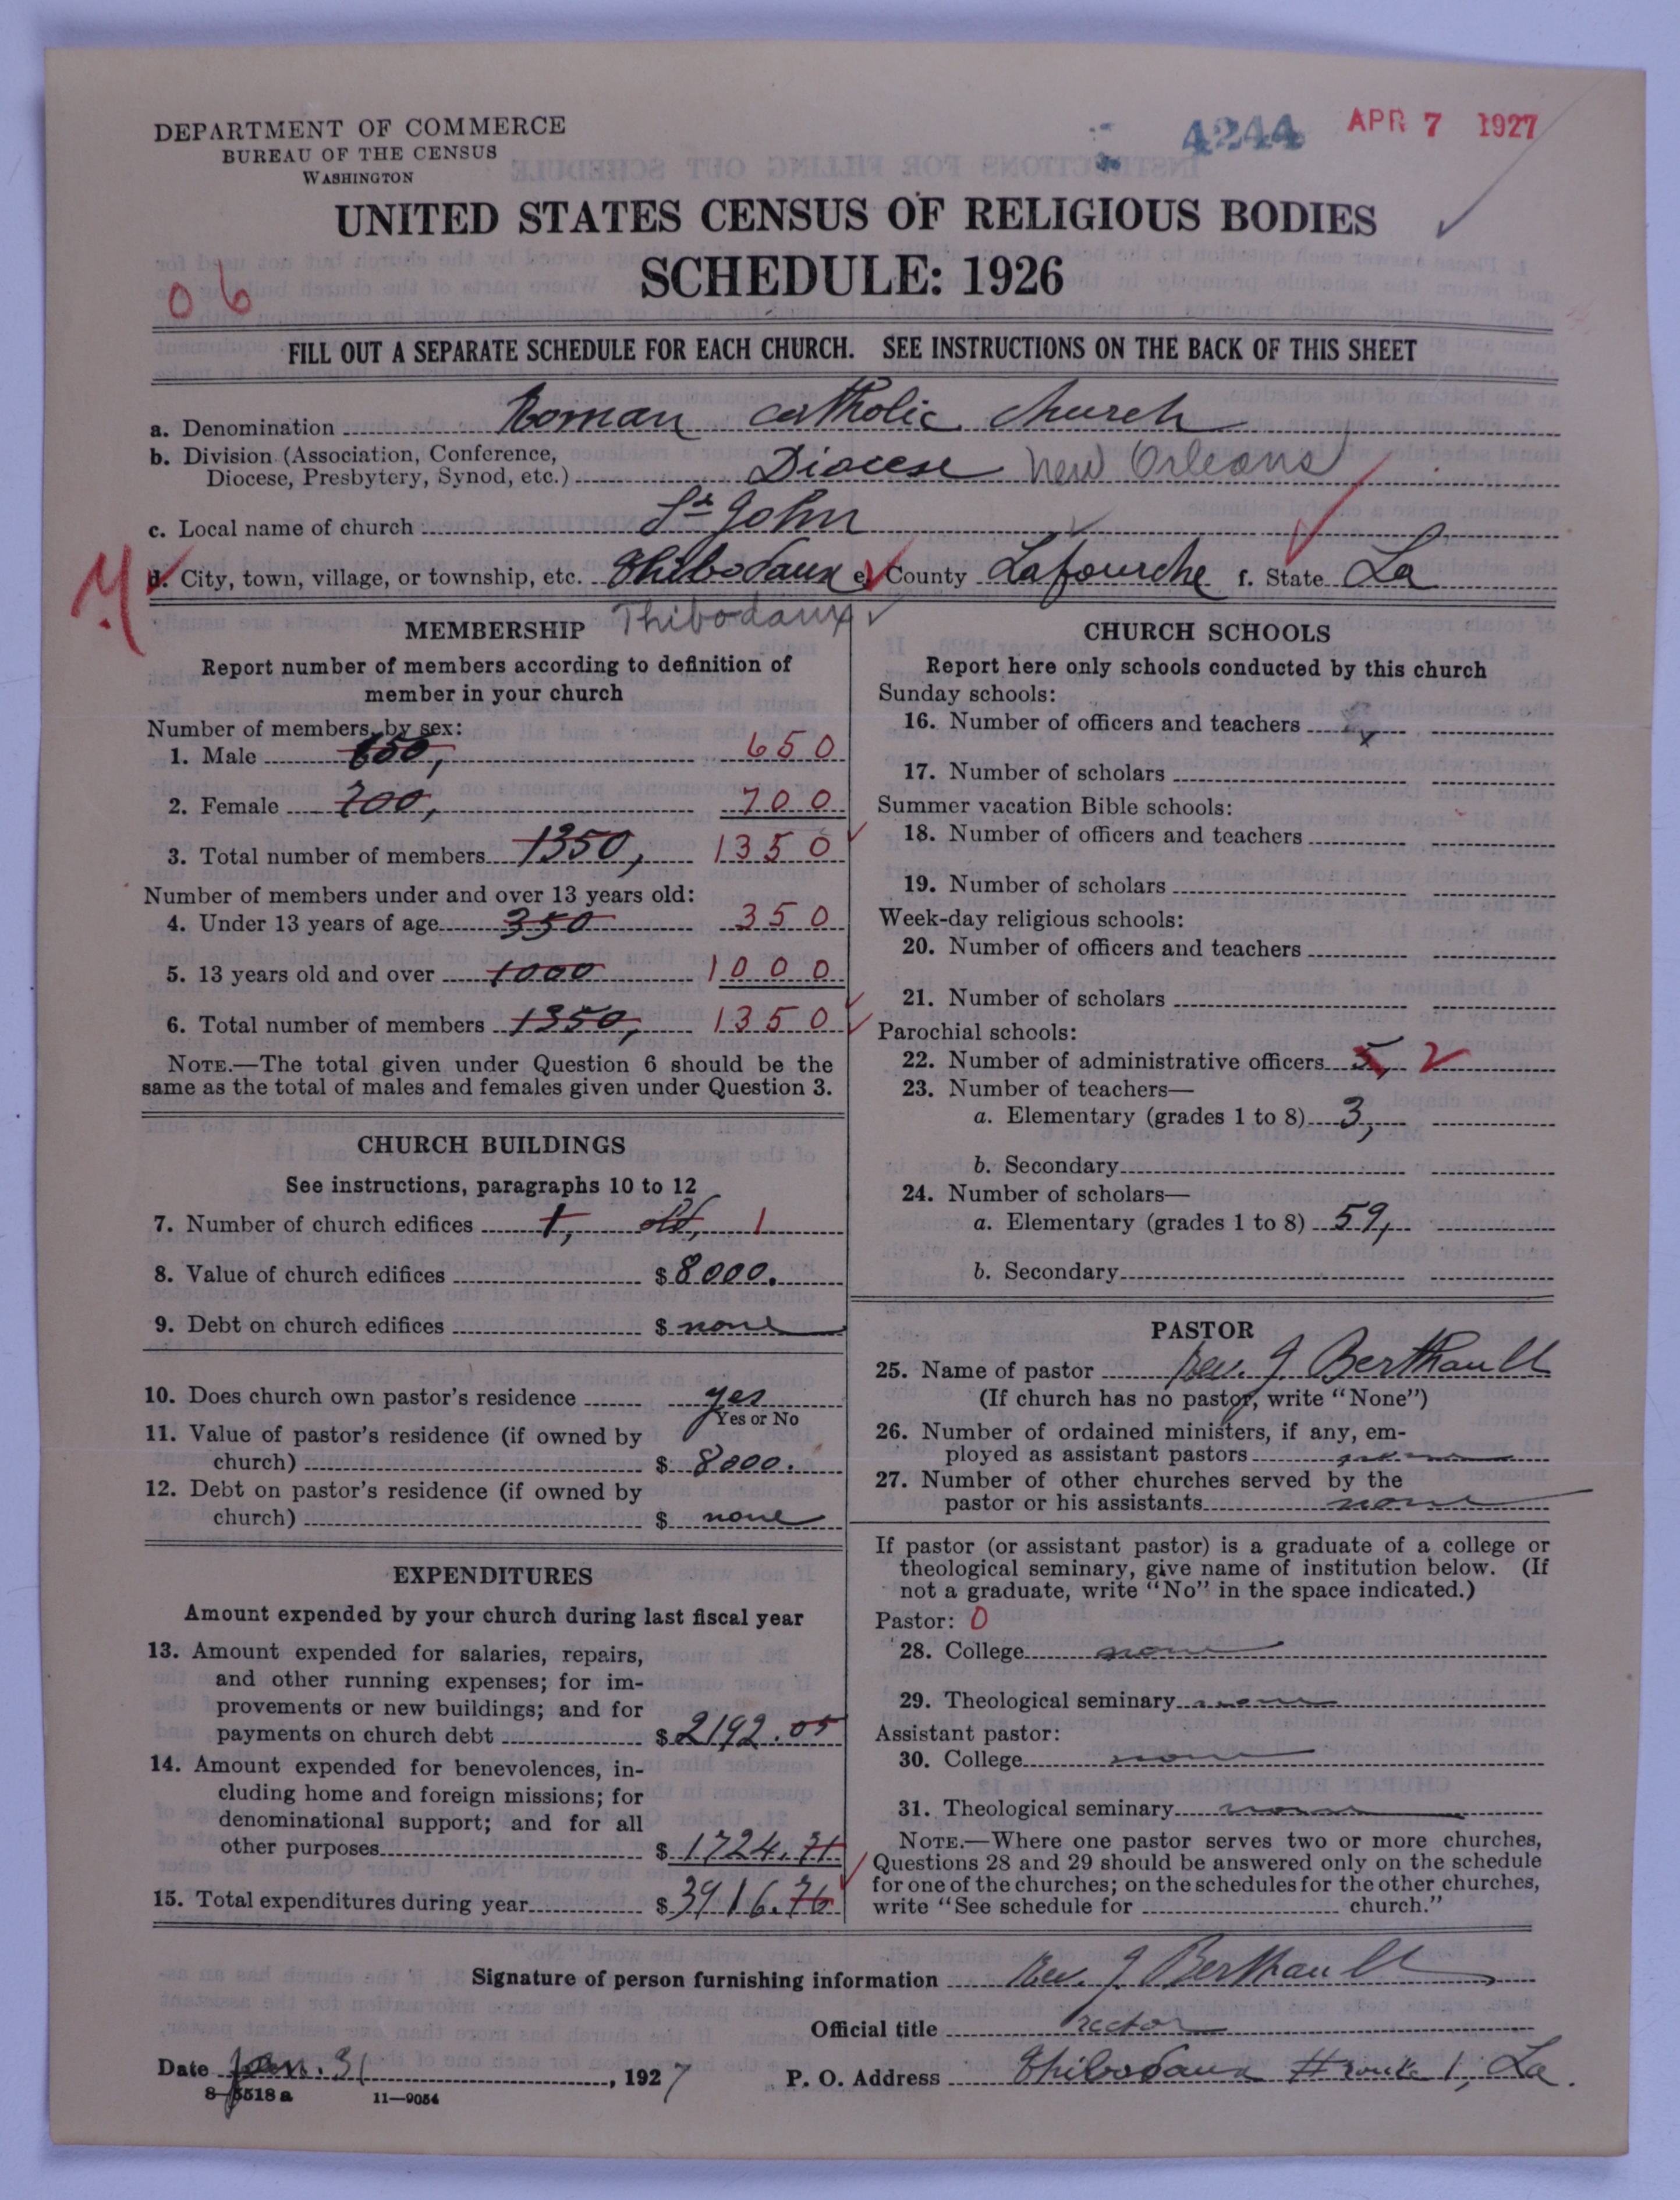 DEPARTMENT OF COMMERCE
BUREAU OF THE CENSUS
WASHINGTON
4244 APR 7 1927
UNITED STATES CENSUS OF RELIGIOUS BODIES
SCHEDULE: 1926
06
FILL OUT A SEPARATE SCHEDULE FOR EACH CHURCH. SEE INSTRUCTIONS ON THE BACK OF THIS SHEET
a. Denomination Roman Catholic Church
b. Division (Association, Conference,
Diocese, Presbytery, Synod, etc.) Diocese New Orleans
c. Local name of church St John
d. City, town, village, or township, etc. Thibodaux e. County Lafourche f. State La
Thibodaux
MEMBERSHIP
Report number of members according to definition of
member in your church
Number of members, by sex:
1. Male 650, 650
2. Female 700, 700
3. Total number of members 1350, 1350
Number of members under and over 13 years old:
4. Under 13 years of age 350 350
5. 13 years old and over 1000 1000
6. Total number of members 1350, 1350
NOTE.—The total given under Question 6 should be the
same as the total of males and females given under Question 3.
CHURCH BUILDINGS
See instructions, paragraphs 10 to 12
7. Number of church edifices 1, old, 1
8. Value of church edifices $ 8000.
9. Debt on church edifices $ none
10. Does church own pastor's residence yes
Yes or No
11. Value of pastor's residence (if owned by
church) $ 8000.
12. Debt on pastor's residence (if owned by
church) $ none
EXPENDITURES
Amount expended by your church during last fiscal year
13. Amount expended for salaries, repairs,
and other running expenses; for im-
provements or new buildings; and for
payments on church debt $ 2192.05
14. Amount expended for benevolences, in-
cluding home and foreign missions; for
denominational support; and for all
other purposes $ 1724.71
15. Total expenditures during year $ 3916.76
CHURCH SCHOOLS
Report here only schools conducted by this church
Sunday schools:
16. Number of officers and teachers
17. Number of scholars
Summer vacation Bible schools:
18. Number of officers and teachers
19. Number of scholars
Week-day religious schools:
20. Number of officers and teachers
21. Number of scholars
Parochial schools:
22. Number of administrative officers 5, 2
23. Number of teachers—
a. Elementary (grades 1 to 8) 3,
b. Secondary
24. Number of scholars—
a. Elementary (grades 1 to 8) 59,
b. Secondary
PASTOR
25. Name of pastor Rev. J. Berthault
(If church has no pastor, write "None")
26. Number of ordained ministers, if any, em-
ployed as assistant pastors none
27. Number of other churches served by the
pastor or his assistants none
If pastor (or assistant pastor) is a graduate of a college or
theological seminary, give name of institution below. (If
not a graduate, write "No" in the space indicated.)
Pastor: 0
28. College none
29. Theological seminary none
Assistant pastor:
30. College none
31. Theological seminary none
NOTE.—Where one pastor serves two or more churches,
Questions 28 and 29 should be answered only on the schedule
for one of the churches; on the schedules for the other churches,
write "See schedule for church."
Signature of person furnishing information Rev. J. Berthault
Official title rector
Date Jan. 31, 1927 P. O. Address Thibodaux # route 1, La.
8-5518 a 11—9054